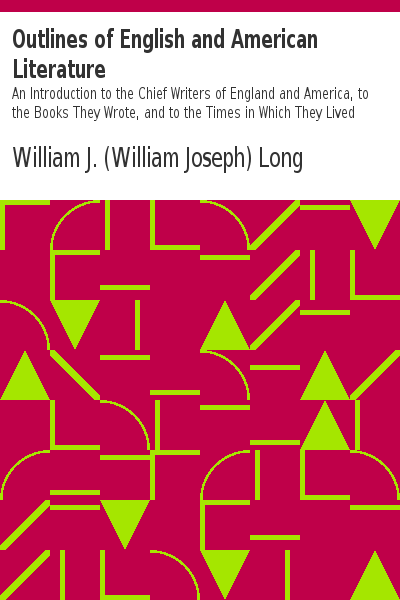 Outlines of English and American
Literature
An Introduction to the Chief Writers of England and America, to
the Books They Wrote, and to the Times in Which They Lived
William J. (William Joseph) Long